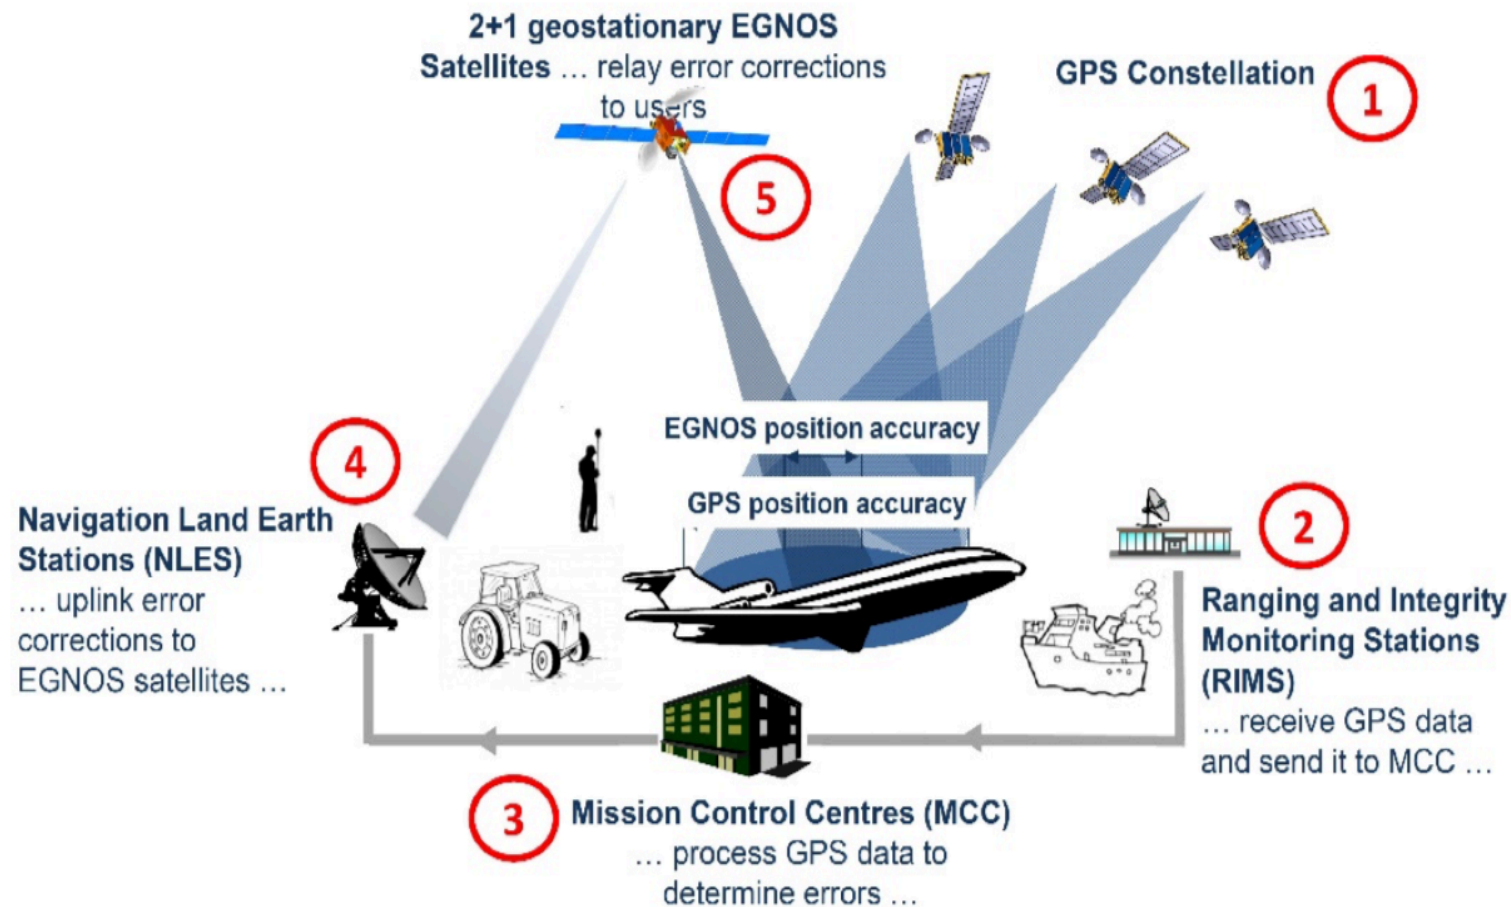 2+1 geostationary EGNOS
Satellites ... relay error corrections
to users
GPS Constellation
1
5
EGNOS position accuracy
GPS position accuracy
4
Navigation Land Earth
Stations (NLES)
... uplink error
corrections to
EGNOS satellites ...
2
Ranging and Integrity
Monitoring Stations
(RIMS)
... receive GPS data
and send it to MCC ...
3
Mission Control Centres (MCC)
... process GPS data to
determine errors ...